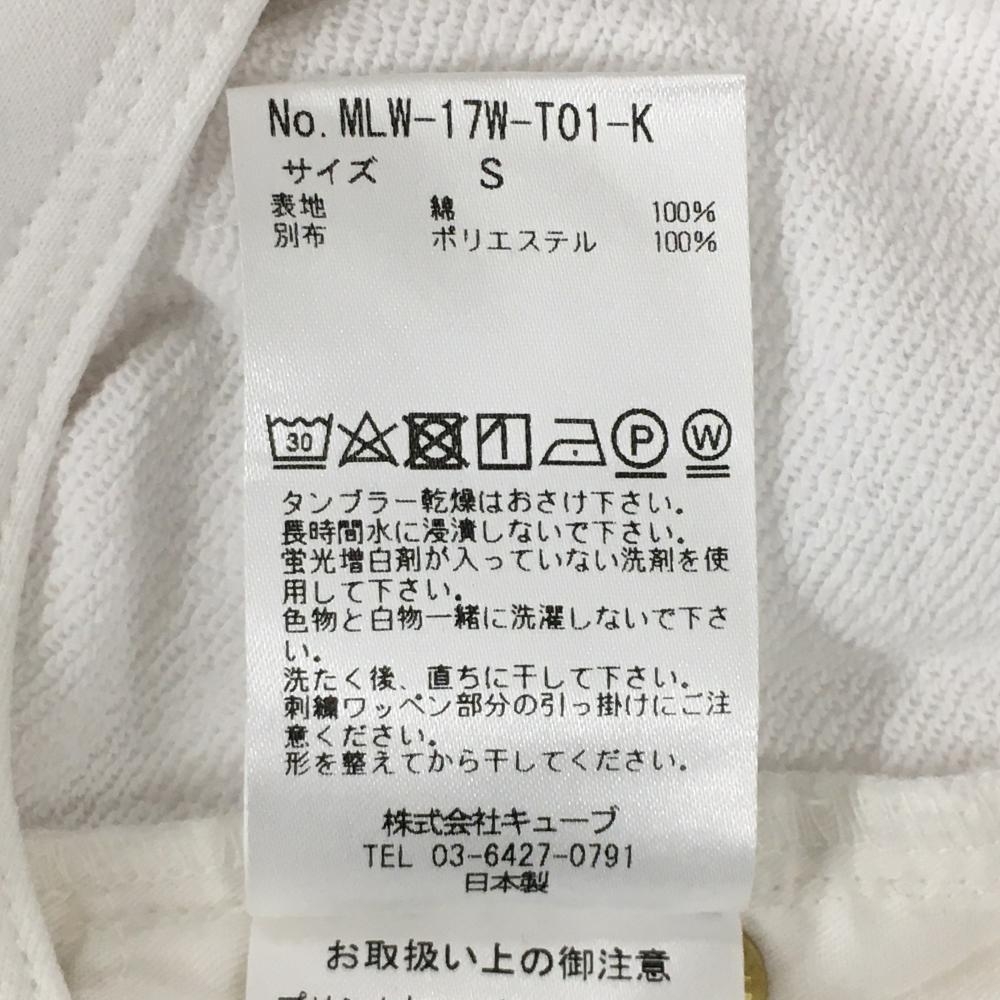 No. MLW-17W-T01-K
サイズ S
表地 綿 100%
別布 ポリエステル 100%
30 P W
タンブラー乾燥はおさけ下さい。
長時間水に浸漬しないで下さい。
蛍光増白剤が入っていない洗剤を使
用して下さい。
色物と白物一緒に洗濯しないで下さ
い。
洗たく後、直ちに干して下さい。
刺繍ワッペン部分の引っ掛けにご注
意ください。
形を整えてから干してください。
株式会社キューブ
TEL 03-6427-0791
日本製
お取扱い上の御注意